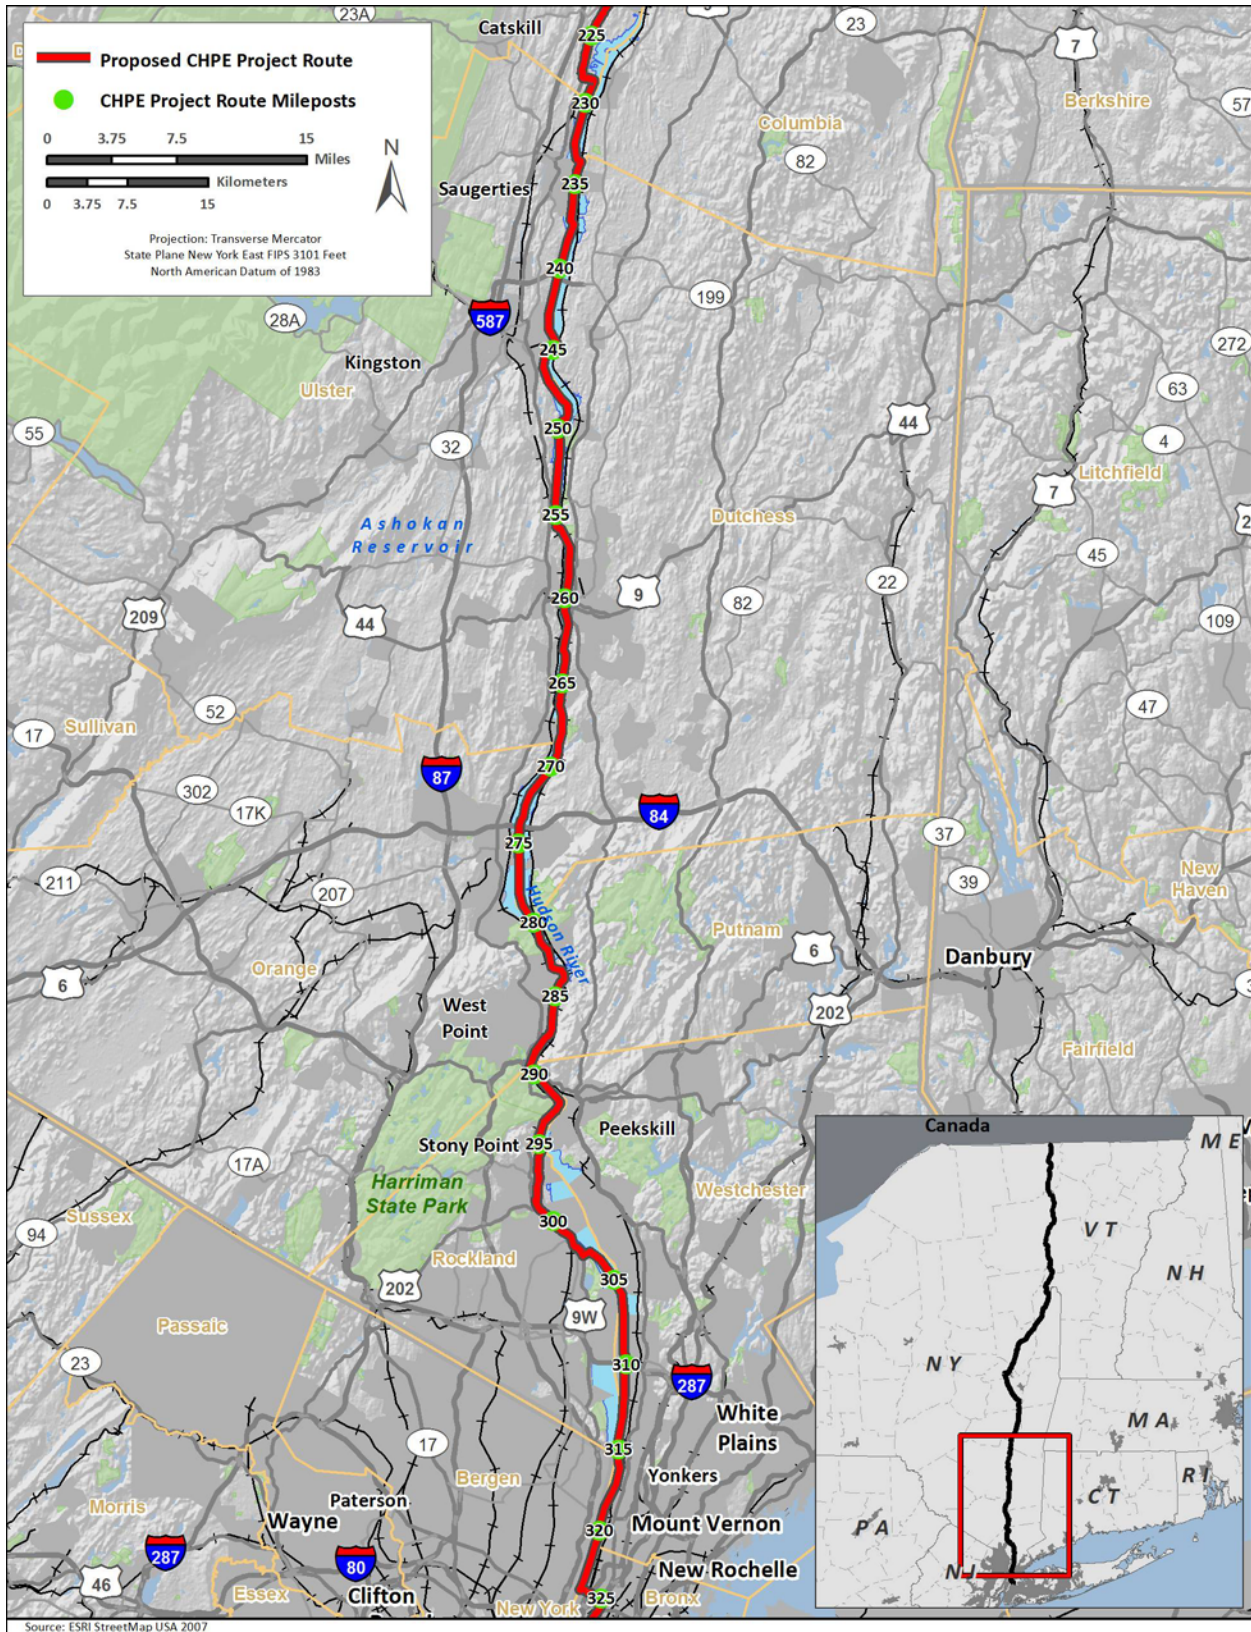 Catskill
23A
225
23
7
Proposed CHPE Project Route
CHPE Project Route Mileposts
0 3.75 7.5 15
Miles
Kilometers
0 3.75 7.5 15
N
Projection: Transverse Mercator
State Plane New York East FIPS 3101 Feet
North American Datum of 1983
Berkshire
57
230
Columbia
82
Saugerties
235
240
199
28A
587
245
272
Kingston
Ulster
63
55
250
44
32
4
Litchfield
7
255
Dutchess
Ashokan
Reservoir
45
22
260
9
82
209
44
109
265
52
47
Sullivan
17
270
87
302
17K
84
275
37
New
Haven
211
207
39
Hudson River
280
Putnam
6
Danbury
Orange
6
285
202
West
Point
Fairfield
290
Peekskill
Stony Point
295
17A
Harriman
State Park
Westchester
Sussex
94
300
Rockland
305
202
9W
Passaic
23
310
287
White
Plains
17
315
Bergen
Yonkers
Morris
Paterson
Wayne
320
Mount Vernon
287
80
New Rochelle
46
Essex
Clifton
New York
325
Bronx
Canada
ME
VT
NH
NY
MA
RI
CT
PA
NJ
Source: ESRI StreetMap USA 2007